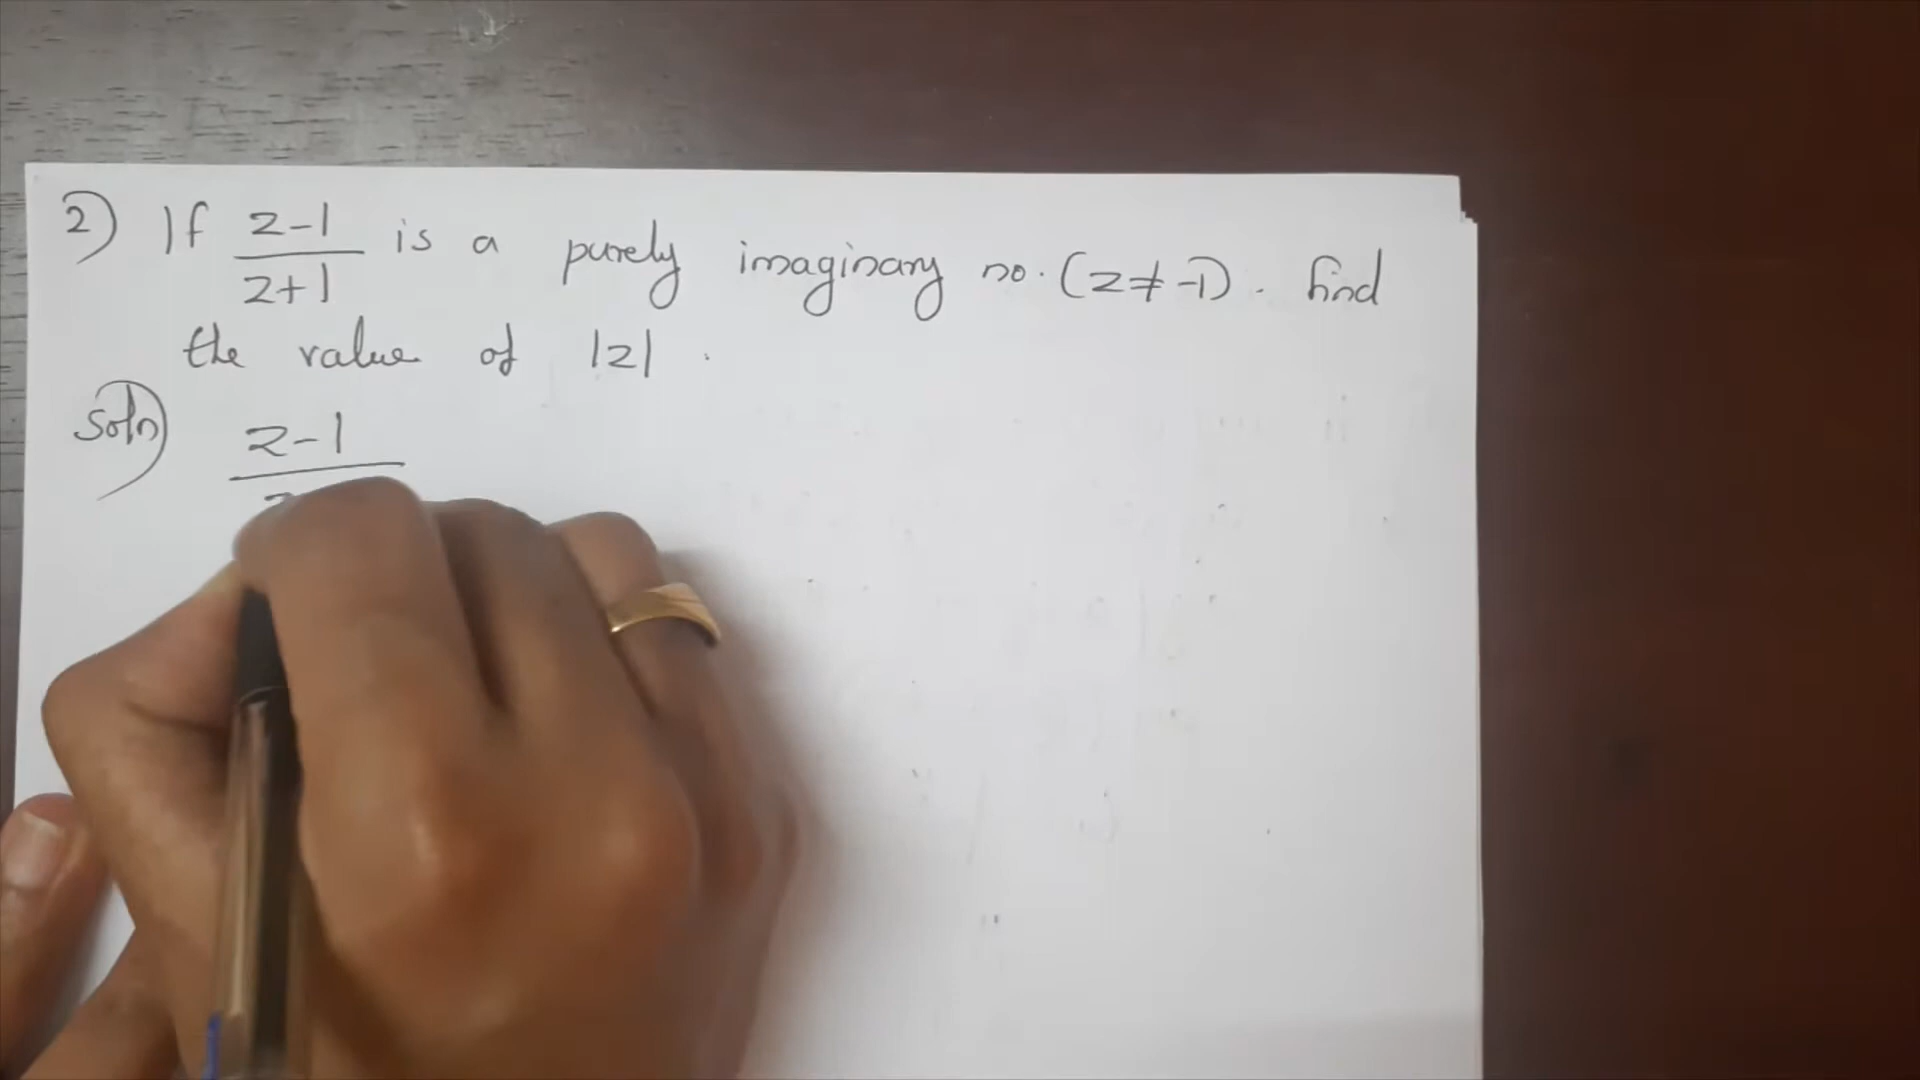 2) If z-1/z+1 is a purely imaginary no. (z≠-1). find
the value of |z|.
Soln) z-1